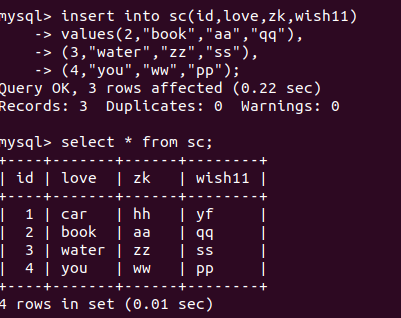 mysql> insert into sc(id,love,zk,wish11)
-> values(2,"book","aa","qq"),
-> (3,"water","zz","ss"),
-> (4,"you","ww","pp");
Query OK, 3 rows affected (0.22 sec)
Records: 3  Duplicates: 0  Warnings: 0

mysql> select * from sc;
+----+-------+------+--------+
| id | love  | zk   | wish11 |
+----+-------+------+--------+
|  1 | car   | hh   | yf     |
|  2 | book  | aa   | qq     |
|  3 | water | zz   | ss     |
|  4 | you   | ww   | pp     |
+----+-------+------+--------+
4 rows in set (0.01 sec)